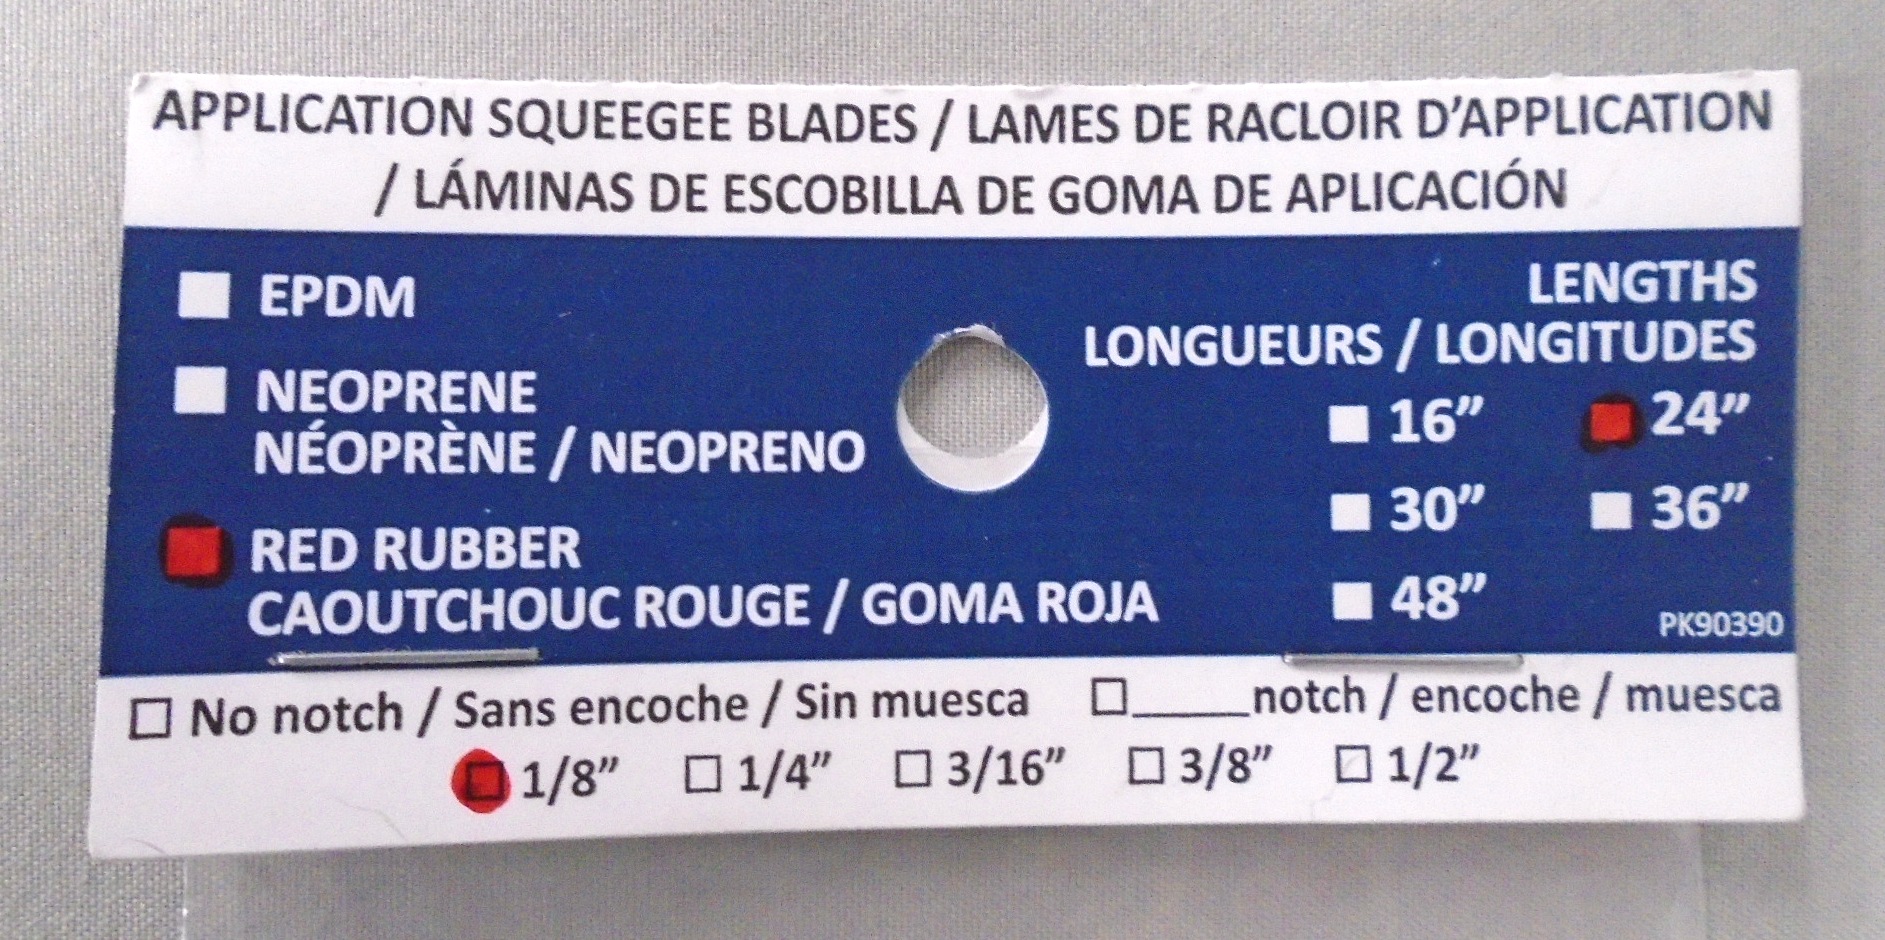 APPLICATION SQUEEGEE BLADES / LAMES DE RACLOIR D’APPLICATION
/ LÁMINAS DE ESCOBILLA DE GOMA DE APLICACIÓN
EPDM
NEOPRENE
NÉOPRÈNE / NEOPRENO
RED RUBBER
CAOUTCHOUC ROUGE / GOMA ROJA
LENGTHS
LONGUEURS / LONGITUDES
16” 24”
30” 36”
48”
PK90390
No notch / Sans encoche / Sin muesca _____notch / encoche / muesca
1/8” 1/4” 3/16” 3/8” 1/2”